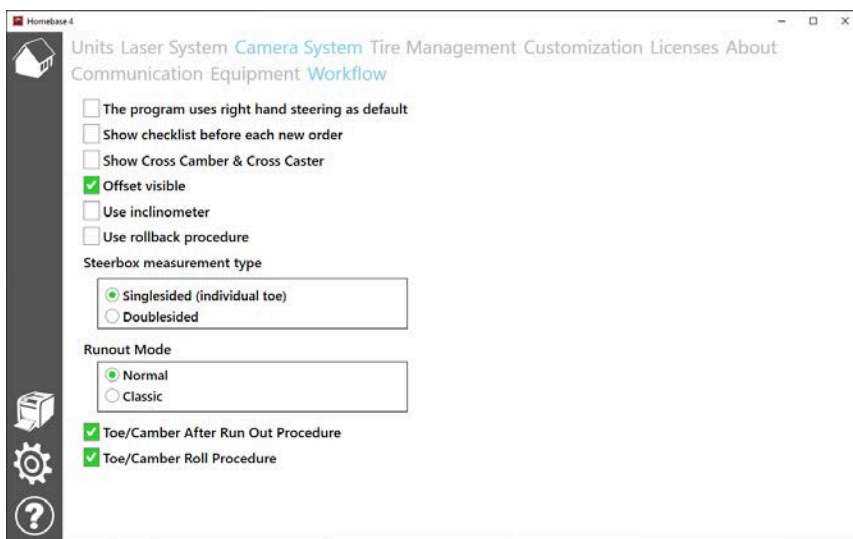 Homebase 4
Units Laser System Camera System Tire Management Customization Licenses About
Communication Equipment Workflow
The program uses right hand steering as default
Show checklist before each new order
Show Cross Camber & Cross Caster
Offset visible
Use inclinometer
Use rollback procedure
Steerbox measurement type
Singlesided (individual toe)
Doublesided
Runout Mode
Normal
Classic
Toe/Camber After Run Out Procedure
Toe/Camber Roll Procedure
?